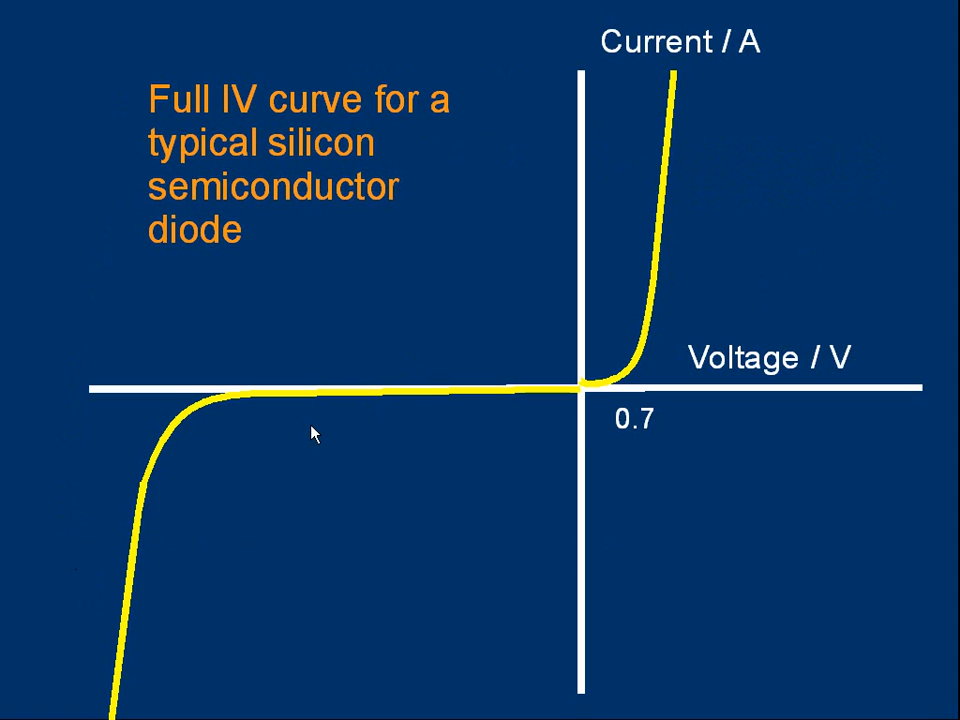 Current / A
Full IV curve for a
typical silicon
semiconductor
diode
Voltage / V
0.7